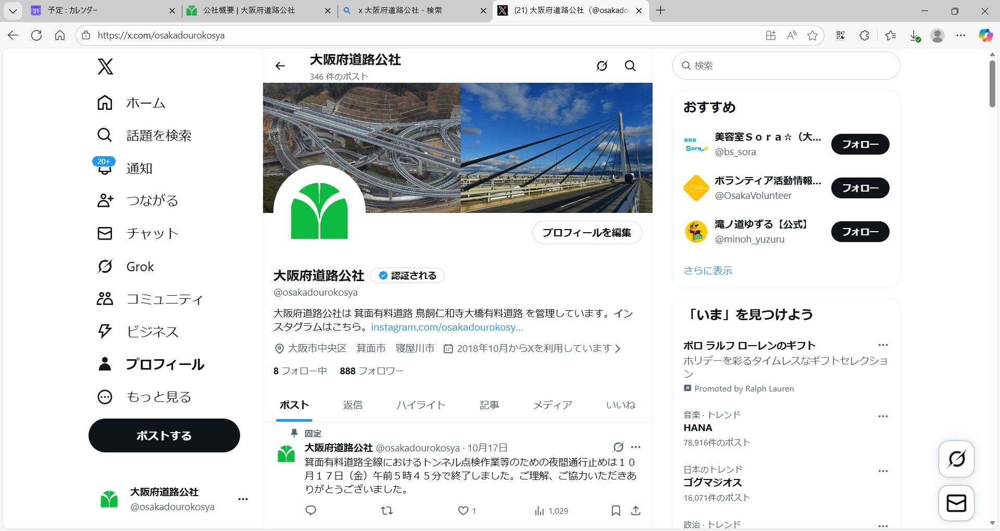 予定 : カレンダー
公社概要 | 大阪府道路公社
x 大阪府道路公社 - 検索
(21) 大阪府道路公社（@osakado
https://x.com/osakadourokosya
大阪府道路公社
346 件のポスト
ホーム
話題を検索
20+
通知
つながる
チャット
Grok
コミュニティ
ビジネス
プロフィール
もっと見る
ポストする
大阪府道路公社
@osakadourokosya
プロフィールを編集
大阪府道路公社 認証される
@osakadourokosya
大阪府道路公社は 箕面有料道路 鳥飼仁和寺大橋有料道路 を管理しています。イン
スタグラムはこちら。instagram.com/osakadourokosy…
大阪市中央区　箕面市　寝屋川市 2018年10月からXを利用しています
8 フォロー中 888 フォロワー
ポスト 返信 ハイライト 記事 メディア いいね
固定
大阪府道路公社 @osakadourokosya · 10月17日
箕面有料道路全線におけるトンネル点検作業等のための夜間通行止めは１０
月１７日（金）午前５時４５分で終了しました。ご理解、ご協力いただきあ
りがとうございました。
1 1,029
検索
おすすめ
美容室
Sora
美容室Ｓｏｒａ☆（大...
@bs_sora
フォロー
ボランティア活動情報...
@OsakaVolunteer
フォロー
滝ノ道ゆずる【公式】
@minoh_yuzuru
フォロー
さらに表示
「いま」を見つけよう
ポロ ラルフ ローレンのギフト
ホリデーを彩るタイムレスなギフトセレクショ
ン
Promoted by Ralph Lauren
音楽 · トレンド
HANA
78,916件のポスト
日本のトレンド
ゴグマジオス
16,071件のポスト
政治 · トレンド